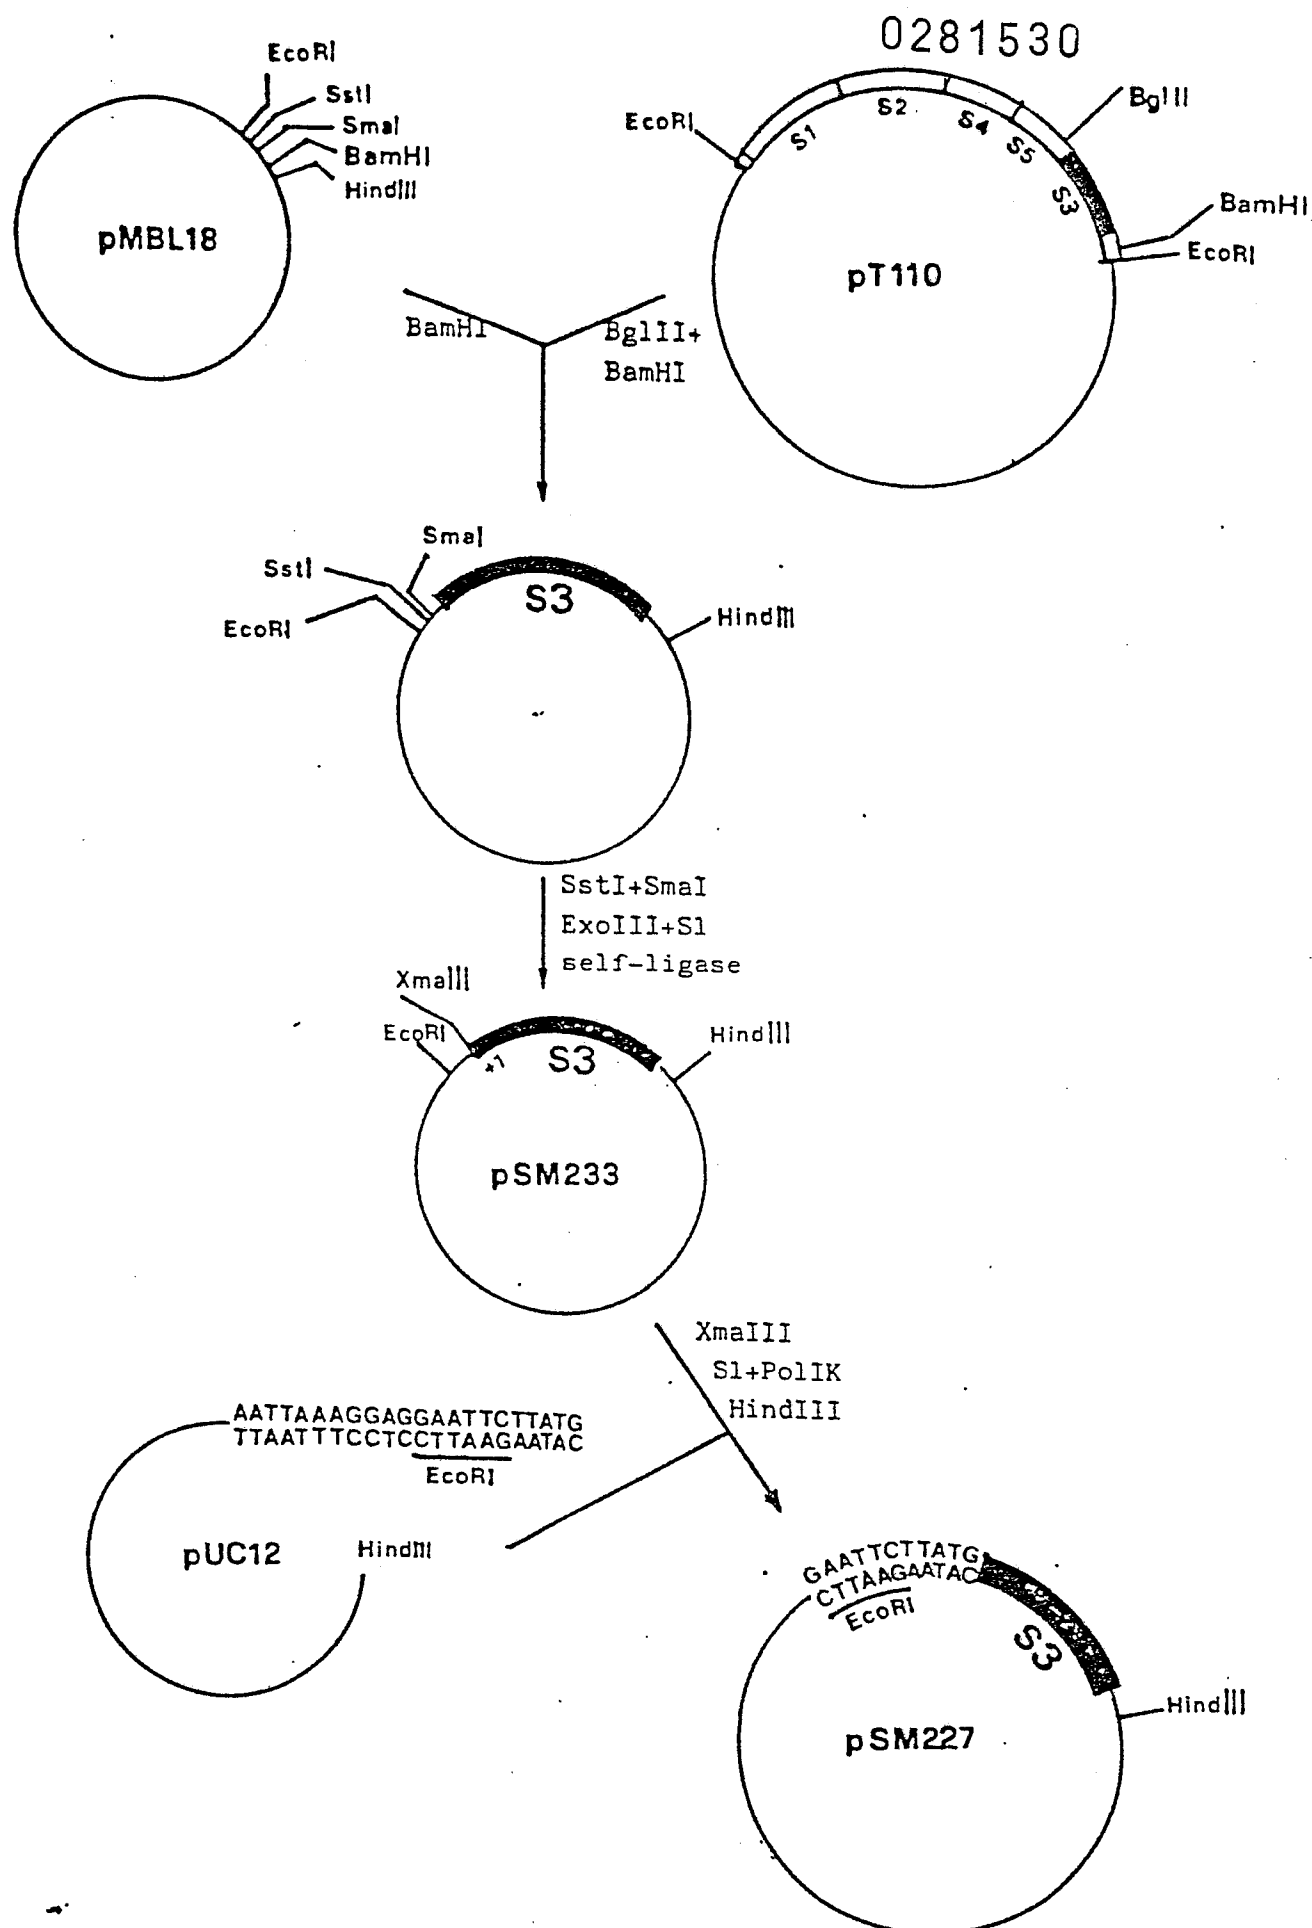 0281530
EcoRI
SstI
SmaI
BamHI
HindIII
pMBL18
EcoRI
S1
S2
S4
S5
S3
BglII
BamHI
EcoRI
pT110
BamHI
BglII+
BamHI
SmaI
SstI
EcoRI
S3
HindIII
SstI+SmaI
ExoIII+S1
self-ligase
XmaIII
EcoRI
+1
S3
HindIII
pSM233
XmaIII
S1+PolIK
HindIII
AATTAAAGGAGGAATTCTTATG
TTAATTTCCTCCTTAAGAATAC
EcoRI
pUC12
HindIII
GAATTCTTATG
CTTAAGAATAC
EcoRI
S3
HindIII
pSM227